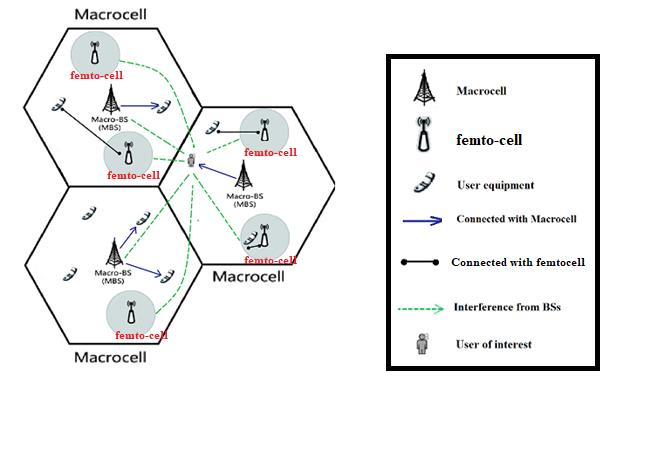 Macrocell
femto-cell
Macro-BS
(MBS)
femto-cell
femto-cell
Macro-BS
(MBS)
femto-cell
Macrocell
Macro-BS
(MBS)
femto-cell
Macrocell
Macrocell
femto-cell
User equipment
Connected with Macrocell
Connected with femtocell
Interference from BSs
User of interest